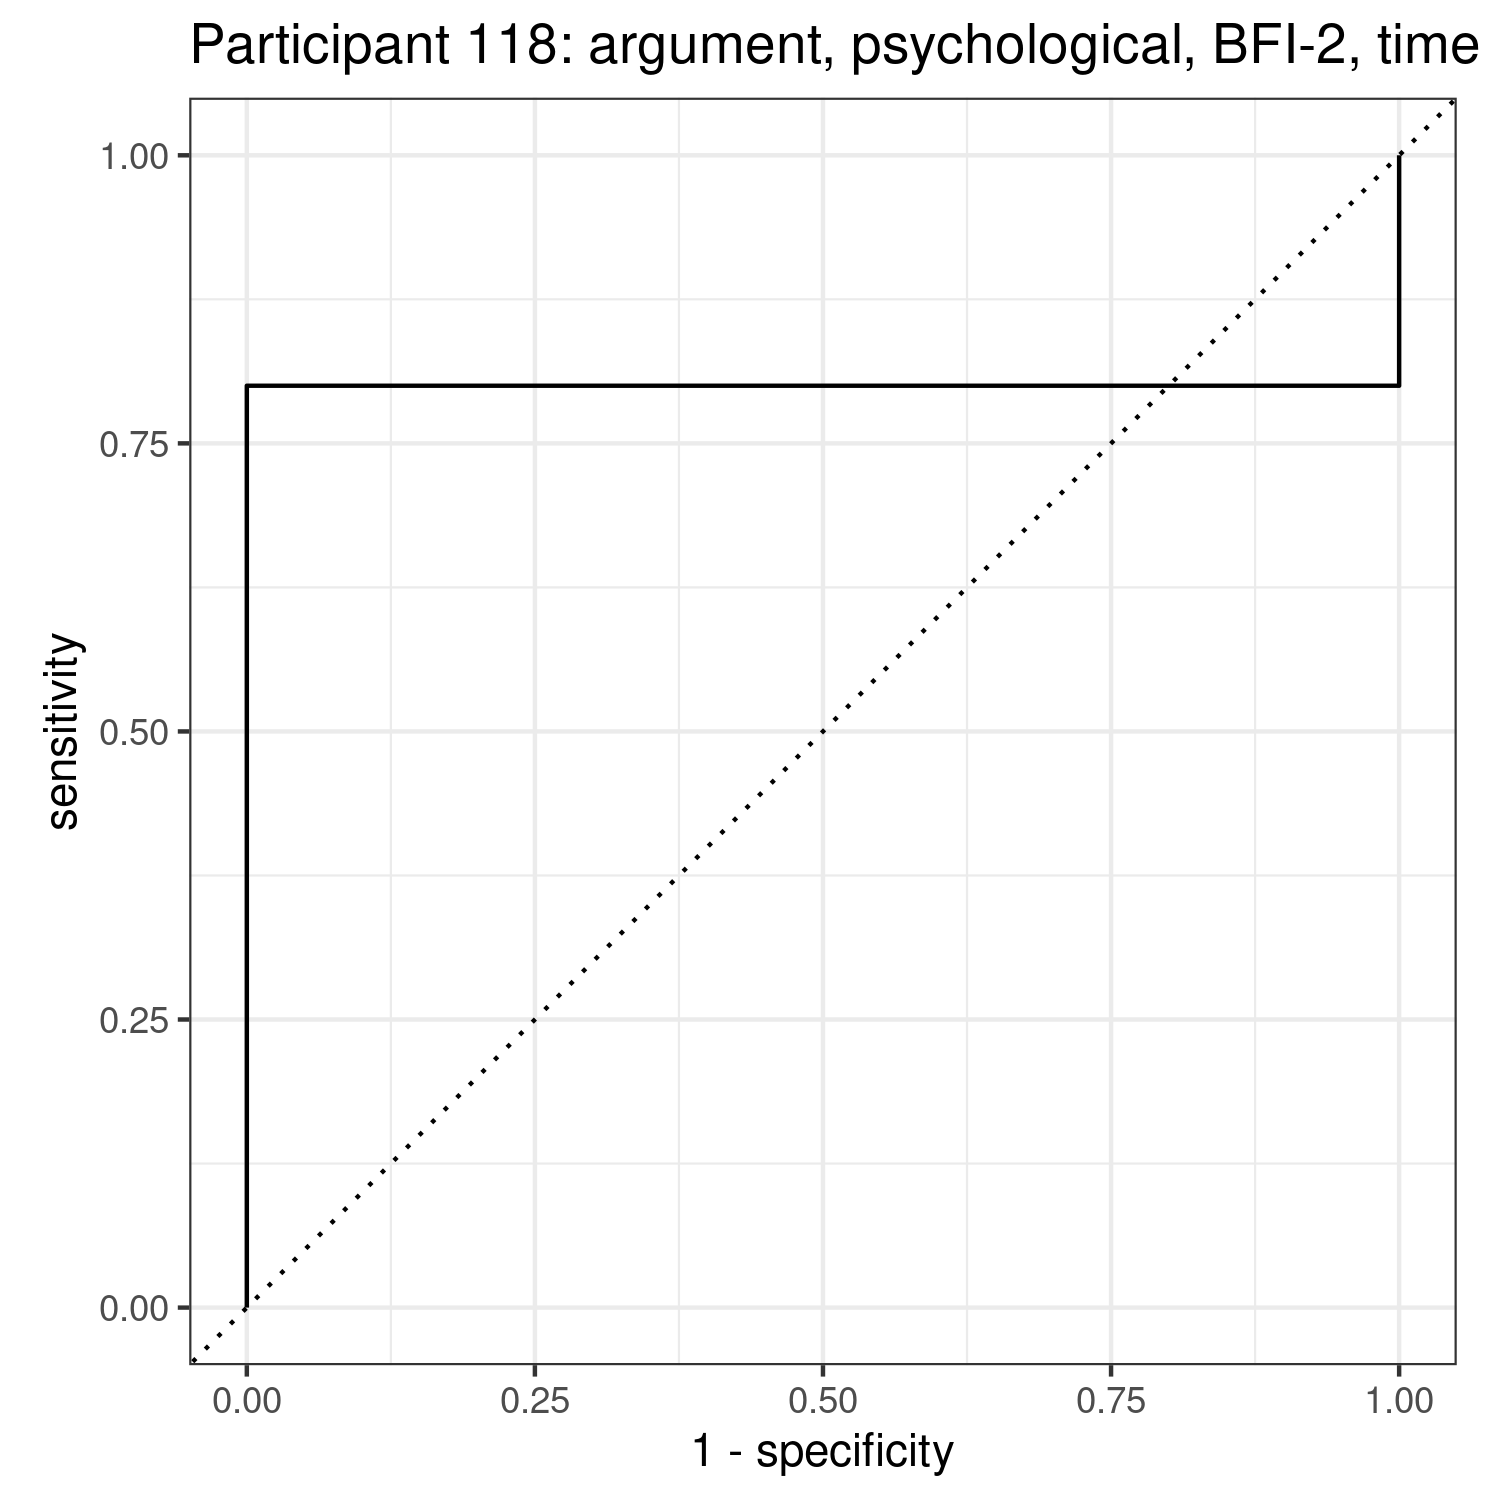 Participant 118: argument, psychological, BFI-2, time
1.00
0.75
0.50
0.25
0.00
sensitivity
0.00 0.25 0.50 0.75 1.00
1 - specificity